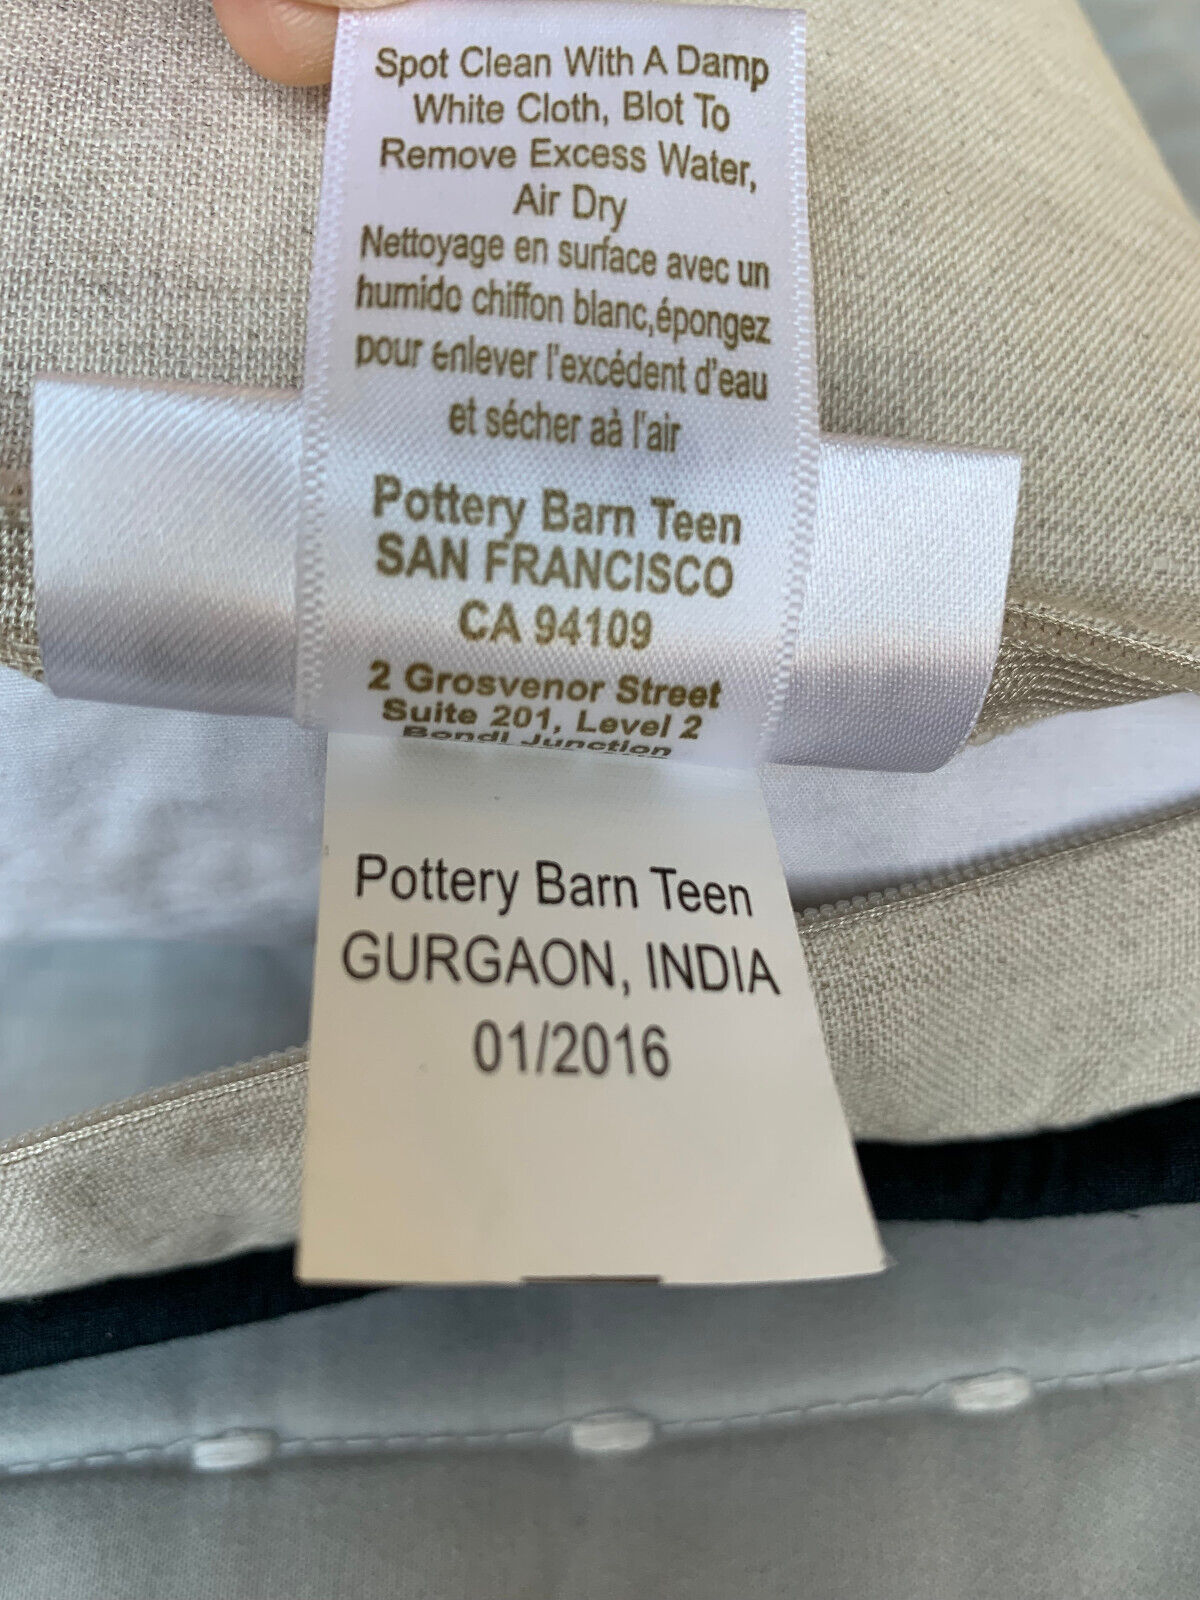 Spot Clean With A Damp
White Cloth, Blot To
Remove Excess Water,
Air Dry
Nettoyage en surface avec un
humido chiffon blanc,épongez
pour enlever l'excédent d'eau
et sécher aà l'air
Pottery Barn Teen
SAN FRANCISCO
CA 94109
2 Grosvenor Street
Suite 201, Level 2
Bondi Junction
Pottery Barn Teen
GURGAON, INDIA
01/2016